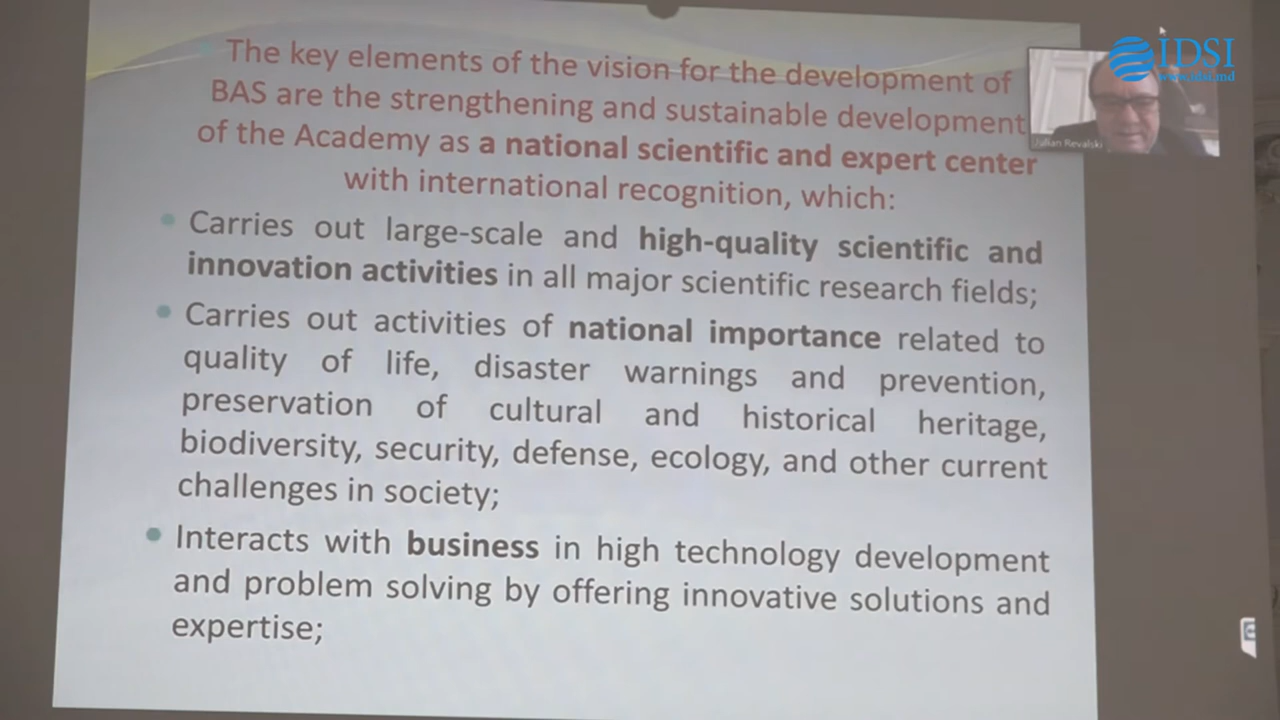 The key elements of the vision for the development of
BAS are the strengthening and sustainable development
of the Academy as a national scientific and expert center
with international recognition, which:
Carries out large-scale and high-quality scientific and
innovation activities in all major scientific research fields;
Carries out activities of national importance related to
quality of life, disaster warnings and prevention,
preservation of cultural and historical heritage,
biodiversity, security, defense, ecology, and other current
challenges in society;
Interacts with business in high technology development
and problem solving by offering innovative solutions and
expertise;
IDSI
www.idsi.md
Julian Revalski